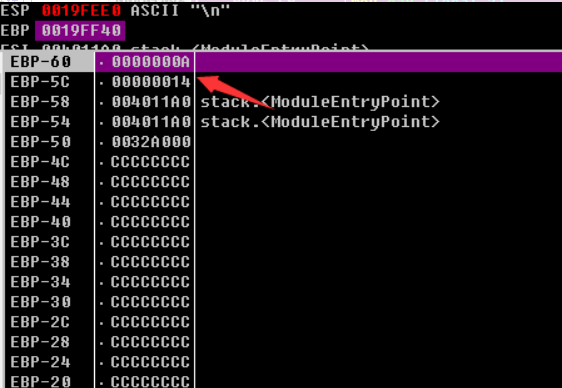 ESP 0019FEE0 ASCII "\n"
EBP 0019FF40
ESI 004011A0 stack.<ModuleEntryPoint>
EBP-60 . 0000000A
EBP-5C . 00000014
EBP-58 . 004011A0 stack.<ModuleEntryPoint>
EBP-54 . 004011A0 stack.<ModuleEntryPoint>
EBP-50 . 0032A000
EBP-4C . CCCCCCCC
EBP-48 . CCCCCCCC
EBP-44 . CCCCCCCC
EBP-40 . CCCCCCCC
EBP-3C . CCCCCCCC
EBP-38 . CCCCCCCC
EBP-34 . CCCCCCCC
EBP-30 . CCCCCCCC
EBP-2C . CCCCCCCC
EBP-28 . CCCCCCCC
EBP-24 . CCCCCCCC
EBP-20 . CCCCCCCC